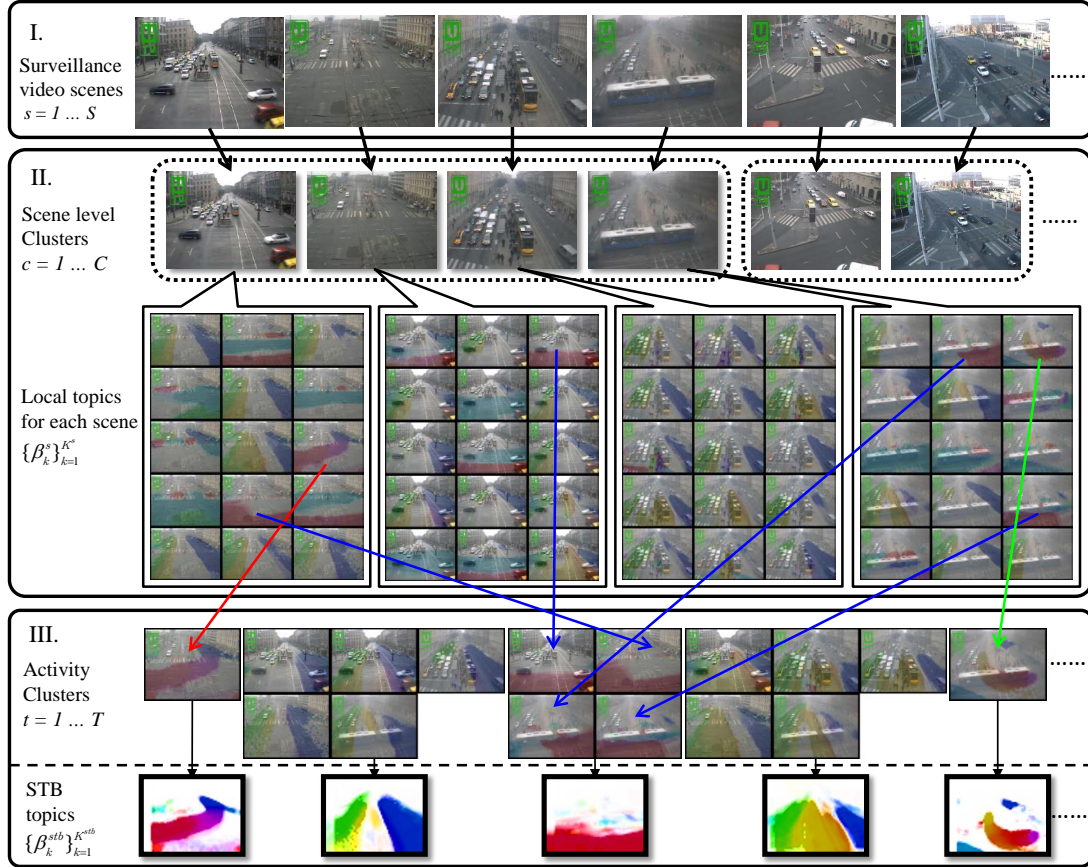 I.
Surveillance
video scenes
s = 1 ... S
......
II.
Scene level
Clusters
c = 1 ... C
......
Local topics
for each scene
{β_k^s}_{k=1}^{K^s}
III.
Activity
Clusters
t = 1 ... T
......
STB
topics
{β_k^{stb}}_{k=1}^{K^{stb}}
......